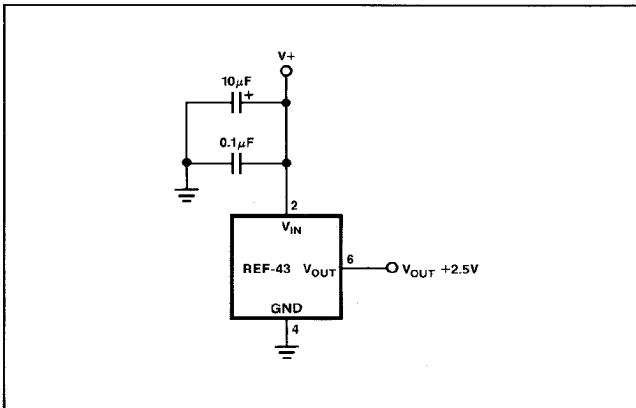 V+
10μF
+
0.1μF
2
VIN
REF-43 VOUT
6
VOUT +2.5V
GND
4